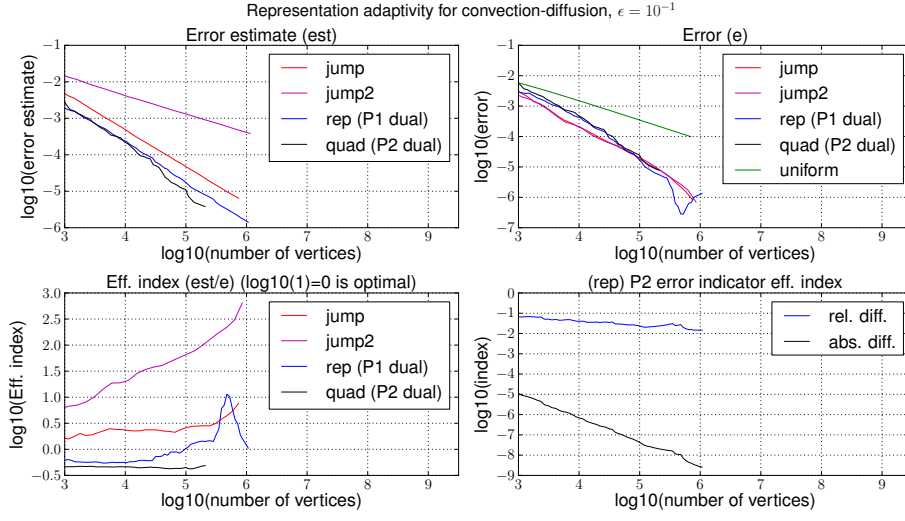 Representation adaptivity for convection-diffusion, ϵ = 10⁻¹
Error estimate (est)
log10(error estimate)
−1
−2
−3
−4
−5
−6
3 4 5 6 7 8 9
log10(number of vertices)
jump
jump2
rep (P1 dual)
quad (P2 dual)
Error (e)
log10(error)
−1
−2
−3
−4
−5
−6
−7
3 4 5 6 7 8 9
log10(number of vertices)
jump
jump2
rep (P1 dual)
quad (P2 dual)
uniform
Eff. index (est/e) (log10(1)=0 is optimal)
log10(Eff. index)
3.0
2.5
2.0
1.5
1.0
0.5
0.0
−0.5
3 4 5 6 7 8 9
log10(number of vertices)
jump
jump2
rep (P1 dual)
quad (P2 dual)
(rep) P2 error indicator eff. index
log10(index)
0
−1
−2
−3
−4
−5
−6
−7
−8
−9
3 4 5 6 7 8 9
log10(number of vertices)
rel. diff.
abs. diff.